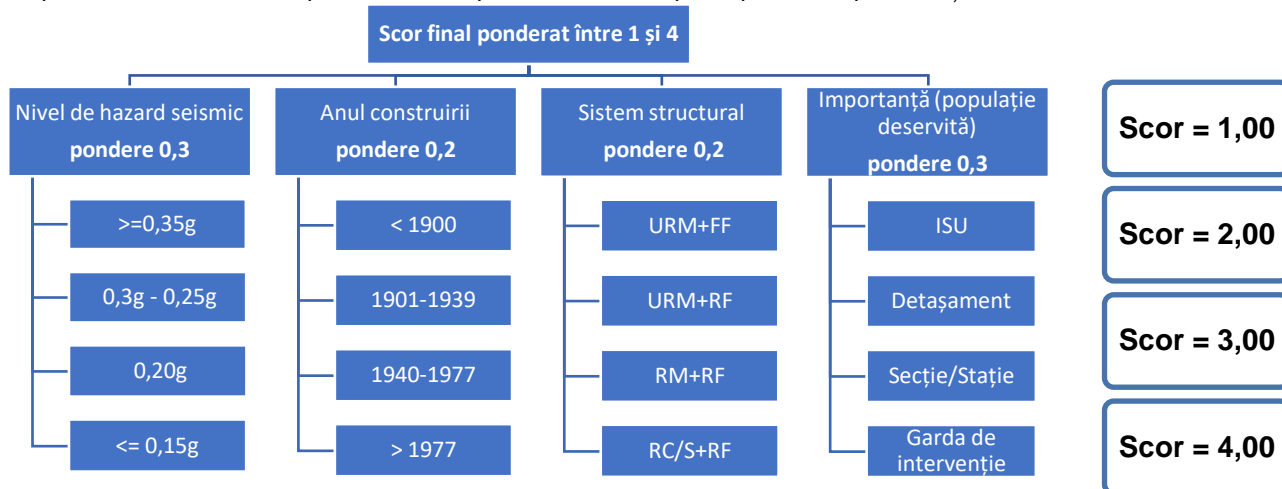 Scor final ponderat între 1 și 4
Nivel de hazard seismic
pondere 0,3
>=0,35g
0,3g - 0,25g
0,20g
<= 0,15g
Anul construirii
pondere 0,2
< 1900
1901-1939
1940-1977
> 1977
Sistem structural
pondere 0,2
URM+FF
URM+RF
RM+RF
RC/S+RF
Importanță (populație
deservită)
pondere 0,3
ISU
Detașament
Secție/Stație
Garda de
intervenție
Scor = 1,00
Scor = 2,00
Scor = 3,00
Scor = 4,00